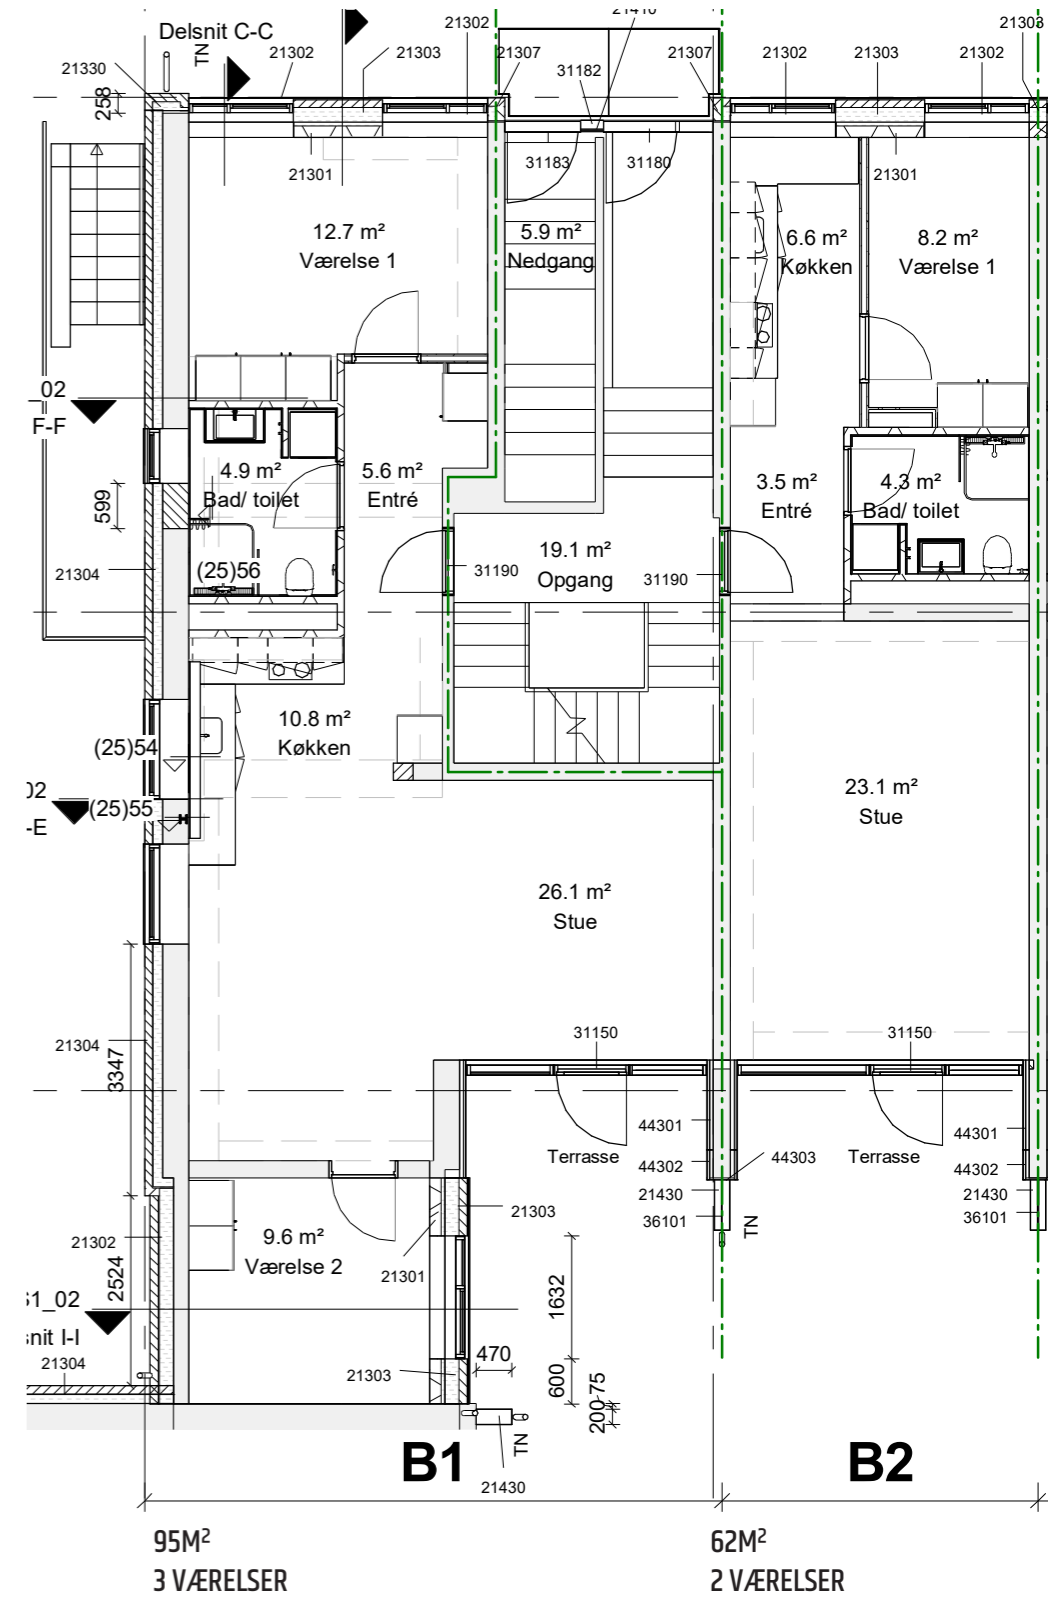 21302
21410
21303
Delsnit C-C
TN
21302
21303
21307
21307
21302
21303
21302
21330
31182
258
31183
31180
21301
21301
12.7 m²
Værelse 1
5.9 m²
Nedgang
6.6 m²
Køkken
8.2 m²
Værelse 1
_02
F-F
4.9 m²
Bad/ toilet
5.6 m²
Entré
3.5 m²
Entré
4.3 m²
Bad/ toilet
599
19.1 m²
Opgang
21304
(25)56
31190
31190
10.8 m²
Køkken
(25)54
23.1 m²
Stue
02
-E
(25)55
26.1 m²
Stue
31150
31150
21304
3347
44301
44301
Terrasse
44302
44303
Terrasse
44302
21430
36101
TN
21430
36101
21303
21302
9.6 m²
Værelse 2
21301
2524
1632
S1_02
snit I-I
21304
470
21303
600
75
200
TN
B1
B2
21430
95M²
3 VÆRELSER
62M²
2 VÆRELSER